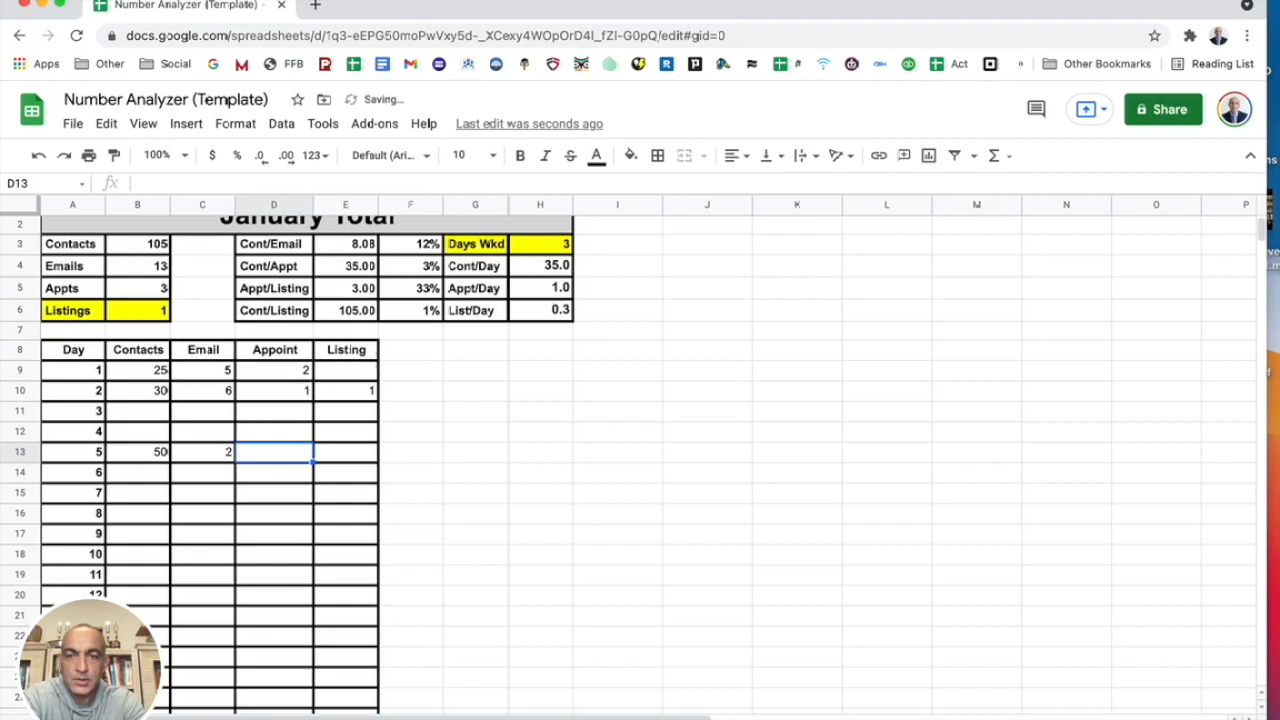 Number Analyzer (Template) -
docs.google.com/spreadsheets/d/1q3-eEPG50moPwVxy5d-_XCexy4WOpOrD4l_fZl-G0pQ/edit#gid=0
Apps Other Social FFB # Act Other Bookmarks Reading List
Number Analyzer (Template) Saving...
File Edit View Insert Format Data Tools Add-ons Help Last edit was seconds ago
Share
100% $ % .0 .00 123 Default (Ari... 10 B I S A
D13 fx
A B C D E F G H I J K L M N O P
2 January Total
3 Contacts 105 Cont/Email 8.08 12% Days Wkd 3
4 Emails 13 Cont/Appt 35.00 3% Cont/Day 35.0
5 Appts 3 Appt/Listing 3.00 33% Appt/Day 1.0
6 Listings 1 Cont/Listing 105.00 1% List/Day 0.3
7
8 Day Contacts Email Appoint Listing
9 1 25 5 2
10 2 30 6 1 1
11 3
12 4
13 5 50 2
14 6
15 7
16 8
17 9
18 10
19 11
20 12
21
22